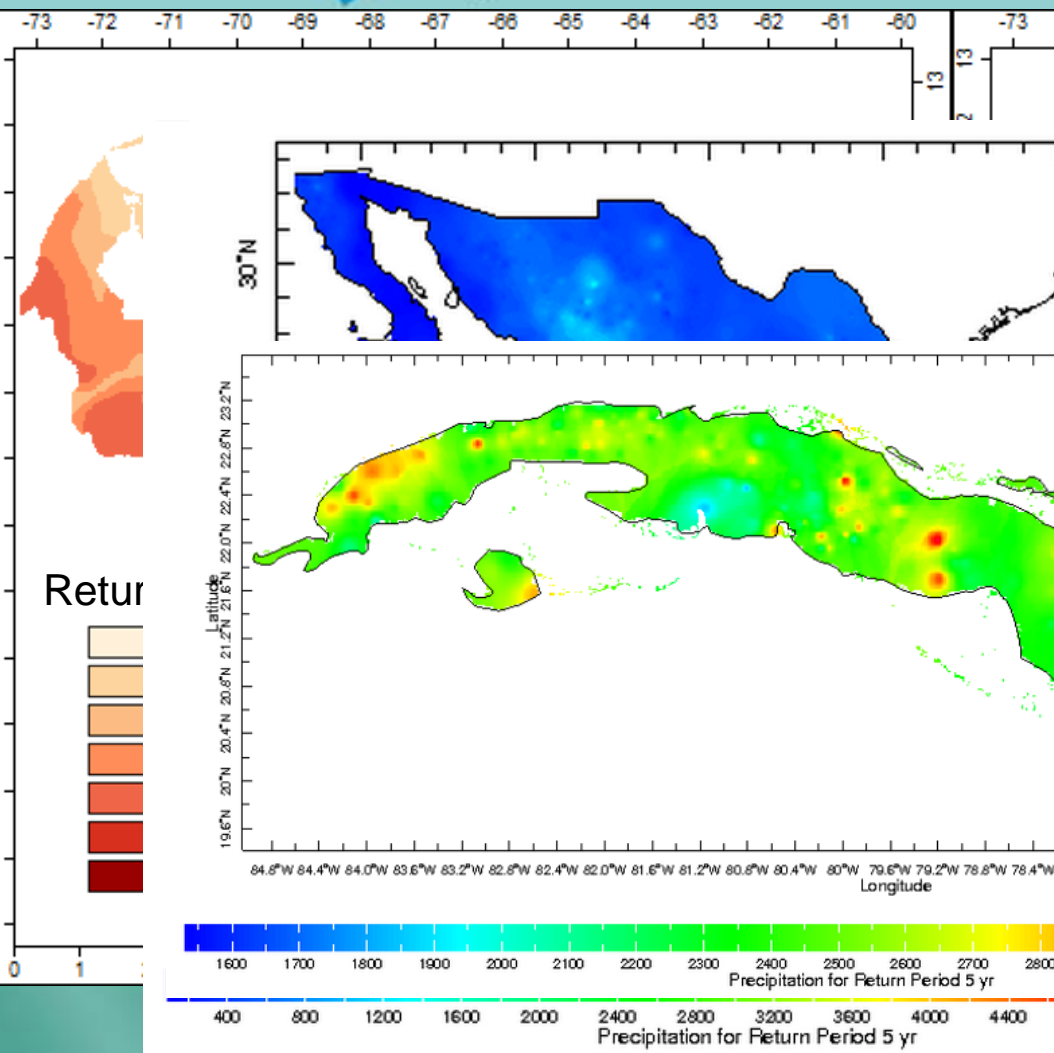 -73 -72 -71 -70 -69 -68 -67 -66 -65 -64 -63 -62 -61 -60 -73
13 13
30°N
23.2°N
22.8°N
22.4°N
22.0°N
21.6°N
21.2°N
20.8°N
20.4°N
20°N
19.6°N
Latitude
Retur
84.8°W 84.4°W 84.0°W 83.6°W 83.2°W 82.8°W 82.4°W 82.0°W 81.6°W 81.2°W 80.8°W 80.4°W 80°W 79.6°W 79.2°W 78.8°W 78.4°W
Longitude
0 1
1600 1700 1800 1900 2000 2100 2200 2300 2400 2500 2600 2700 2800
Precipitation for Return Period 5 yr
400 800 1200 1600 2000 2400 2800 3200 3600 4000 4400
Precipitation for Return Period 5 yr